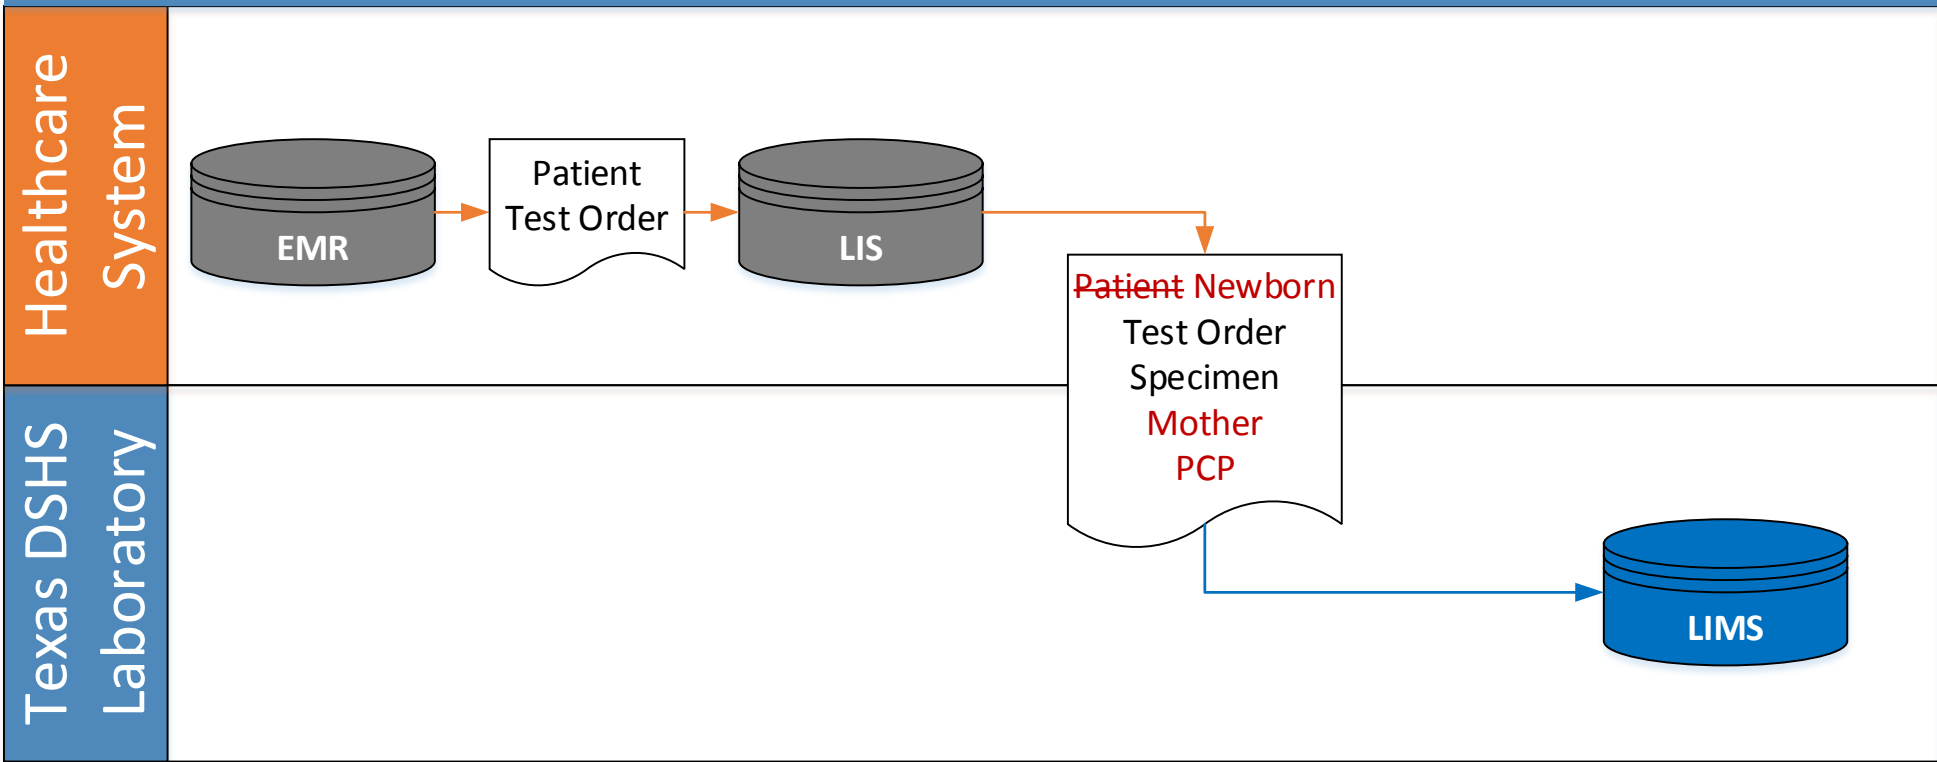 Healthcare
System
EMR
Patient
Test Order
LIS
Patient Newborn
Test Order
Specimen
Mother
PCP
Texas DSHS
Laboratory
LIMS